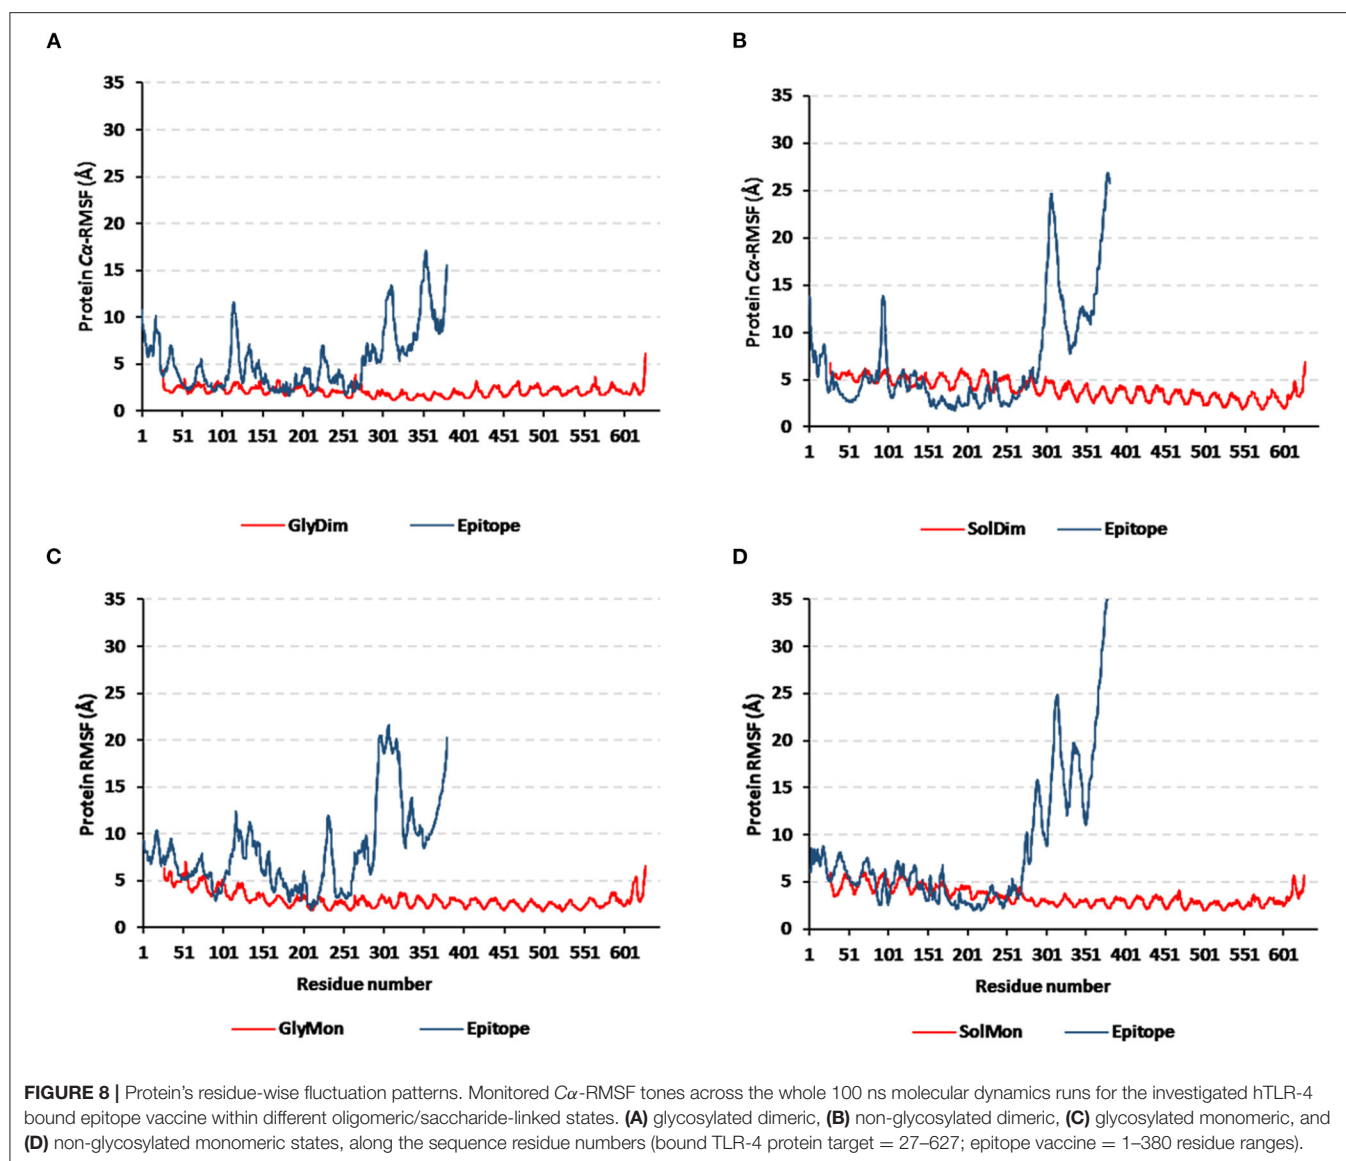 A
35
30
25
20
15
10
5
0
Protein Cα-RMSF (Å)
1 51 101 151 201 251 301 351 401 451 501 551 601
GlyDim Epitope
B
35
30
25
20
15
10
5
0
Protein Cα-RMSF (Å)
1 51 101 151 201 251 301 351 401 451 501 551 601
SolDim Epitope
C
35
30
25
20
15
10
5
0
Protein RMSF (Å)
1 51 101 151 201 251 301 351 401 451 501 551 601
Residue number
GlyMon Epitope
D
35
30
25
20
15
10
5
0
Protein RMSF (Å)
1 51 101 151 201 251 301 351 401 451 501 551 601
Residue number
SolMon Epitope
FIGURE 8 | Protein's residue-wise fluctuation patterns. Monitored Cα-RMSF tones across the whole 100 ns molecular dynamics runs for the investigated hTLR-4
bound epitope vaccine within different oligomeric/saccharide-linked states. (A) glycosylated dimeric, (B) non-glycosylated dimeric, (C) glycosylated monomeric, and
(D) non-glycosylated monomeric states, along the sequence residue numbers (bound TLR-4 protein target = 27–627; epitope vaccine = 1–380 residue ranges).